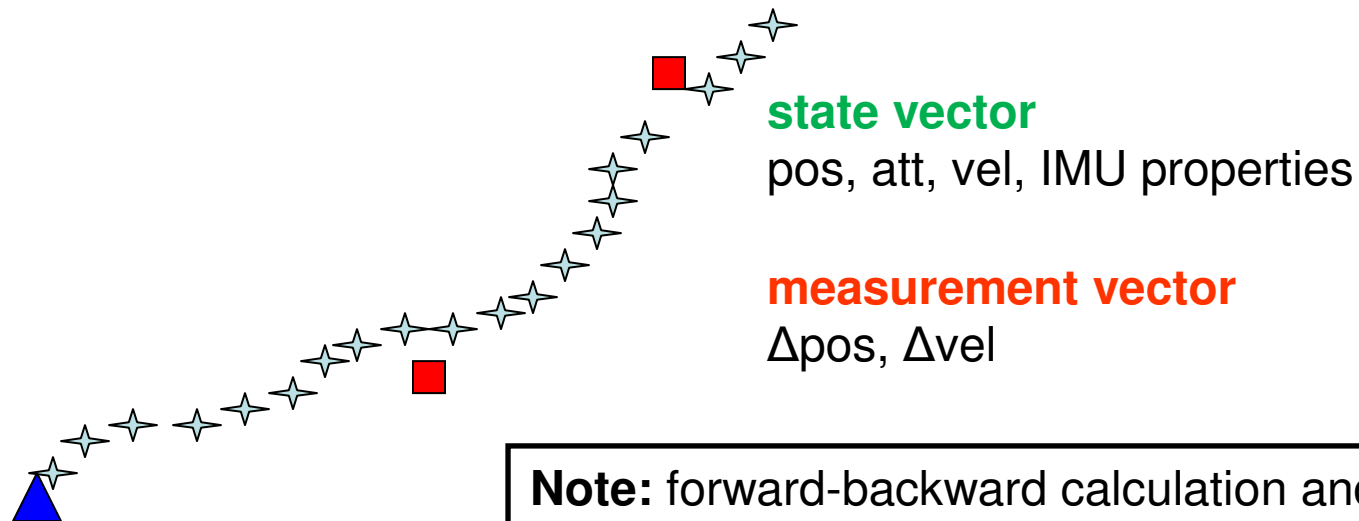 state vector
pos, att, vel, IMU properties
measurement vector
Δpos, Δvel
Note: forward-backward calculation and